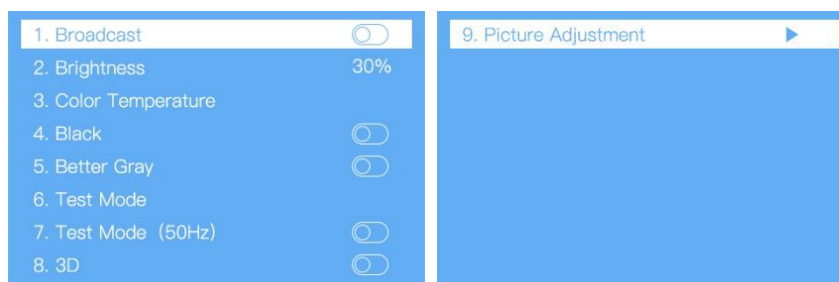 1. Broadcast
2. Brightness 30%
3. Color Temperature
4. Black
5. Better Gray
6. Test Mode
7. Test Mode (50Hz)
8. 3D
9. Picture Adjustment